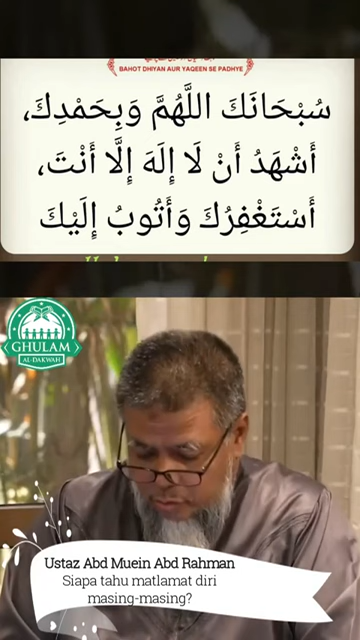 BAHOT DHIYAN AUR YAQEEN SE PADHYE
سُبْحَانَكَ اللَّهُمَّ وَبِحَمْدِكَ،
أَشْهَدُ أَنْ لَا إِلَهَ إِلَّا أَنْتَ،
أَسْتَغْفِرُكَ وَأَتُوبُ إِلَيْكَ
GHULAM
AL-DAKWAH
Ustaz Abd Muein Abd Rahman
Siapa tahu matlamat diri
masing-masing?